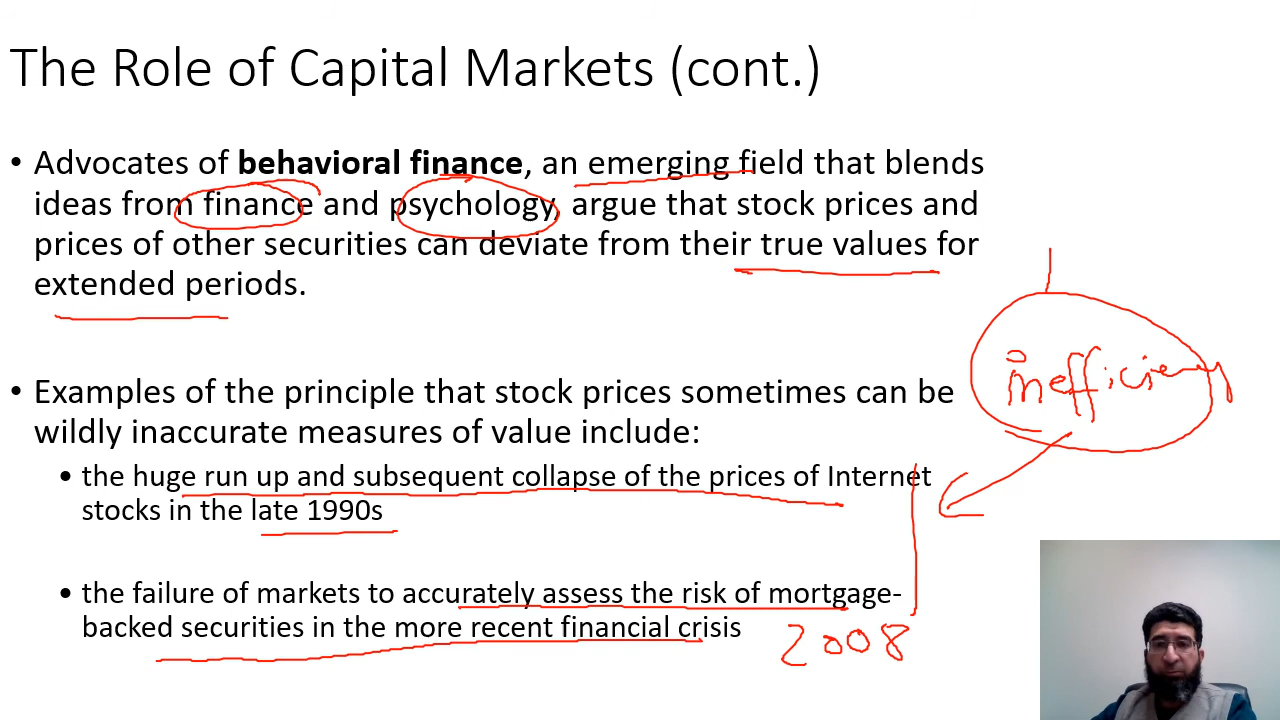 The Role of Capital Markets (cont.)
• Advocates of behavioral finance, an emerging field that blends
ideas from finance and psychology, argue that stock prices and
prices of other securities can deviate from their true values for
extended periods.
inefficiency
• Examples of the principle that stock prices sometimes can be
wildly inaccurate measures of value include:
• the huge run up and subsequent collapse of the prices of Internet
stocks in the late 1990s
• the failure of markets to accurately assess the risk of mortgage-
backed securities in the more recent financial crisis
2008